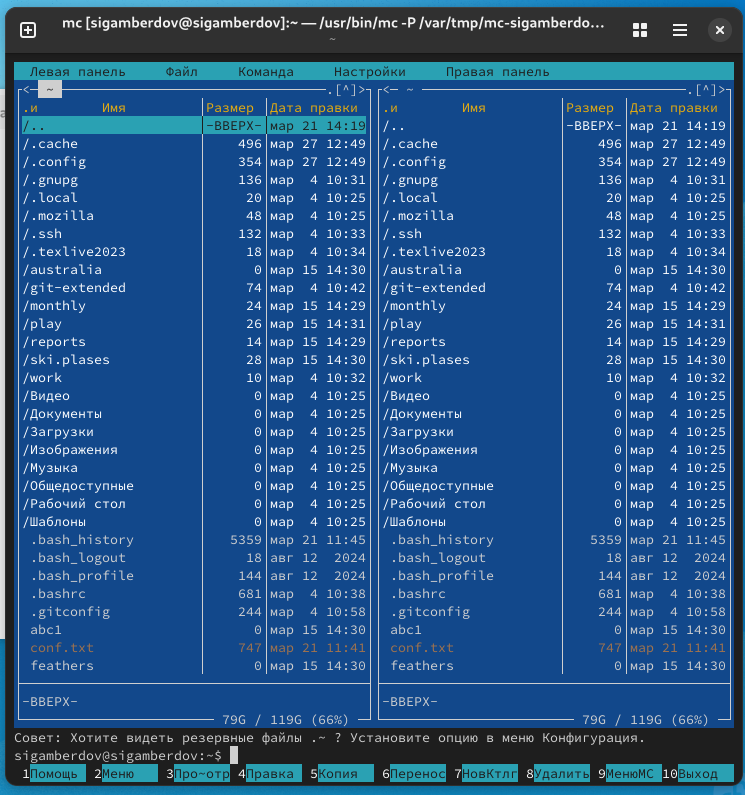 mc [sigamberdov@sigamberdov]:~ — /usr/bin/mc -P /var/tmp/mc-sigamberdo…
~
Левая панель Файл Команда Настройки Правая панель
<─ ~ .[^]> <─ ~ .[^]>
.и Имя Размер Дата правки .и Имя Размер Дата правки
/.. -ВВЕРХ- мар 21 14:19 /.. -ВВЕРХ- мар 21 14:19
/.cache 496 мар 27 12:49 /.cache 496 мар 27 12:49
/.config 354 мар 27 12:49 /.config 354 мар 27 12:49
/.gnupg 136 мар 4 10:31 /.gnupg 136 мар 4 10:31
/.local 20 мар 4 10:25 /.local 20 мар 4 10:25
/.mozilla 48 мар 4 10:25 /.mozilla 48 мар 4 10:25
/.ssh 132 мар 4 10:33 /.ssh 132 мар 4 10:33
/.texlive2023 18 мар 4 10:34 /.texlive2023 18 мар 4 10:34
/australia 0 мар 15 14:30 /australia 0 мар 15 14:30
/git-extended 74 мар 4 10:42 /git-extended 74 мар 4 10:42
/monthly 24 мар 15 14:29 /monthly 24 мар 15 14:29
/play 26 мар 15 14:31 /play 26 мар 15 14:31
/reports 14 мар 15 14:29 /reports 14 мар 15 14:29
/ski.plases 28 мар 15 14:30 /ski.plases 28 мар 15 14:30
/work 10 мар 4 10:32 /work 10 мар 4 10:32
/Видео 0 мар 4 10:25 /Видео 0 мар 4 10:25
/Документы 0 мар 4 10:25 /Документы 0 мар 4 10:25
/Загрузки 0 мар 4 10:25 /Загрузки 0 мар 4 10:25
/Изображения 0 мар 4 10:25 /Изображения 0 мар 4 10:25
/Музыка 0 мар 4 10:25 /Музыка 0 мар 4 10:25
/Общедоступные 0 мар 4 10:25 /Общедоступные 0 мар 4 10:25
/Рабочий стол 0 мар 4 10:25 /Рабочий стол 0 мар 4 10:25
/Шаблоны 0 мар 4 10:25 /Шаблоны 0 мар 4 10:25
.bash_history 5359 мар 21 11:45 .bash_history 5359 мар 21 11:45
.bash_logout 18 авг 12 2024 .bash_logout 18 авг 12 2024
.bash_profile 144 авг 12 2024 .bash_profile 144 авг 12 2024
.bashrc 681 мар 4 10:38 .bashrc 681 мар 4 10:38
.gitconfig 244 мар 4 10:58 .gitconfig 244 мар 4 10:58
abc1 0 мар 15 14:30 abc1 0 мар 15 14:30
conf.txt 747 мар 21 11:41 conf.txt 747 мар 21 11:41
feathers 0 мар 15 14:30 feathers 0 мар 15 14:30
-ВВЕРХ- -ВВЕРХ-
79G / 119G (66%) 79G / 119G (66%)
Совет: Хотите видеть резервные файлы .~ ? Установите опцию в меню Конфигурация.
sigamberdov@sigamberdov:~$
1Помощь 2Меню 3Про~отр 4Правка 5Копия 6Перенос 7НовКтлг 8Удалить 9МенюМС 10Выход